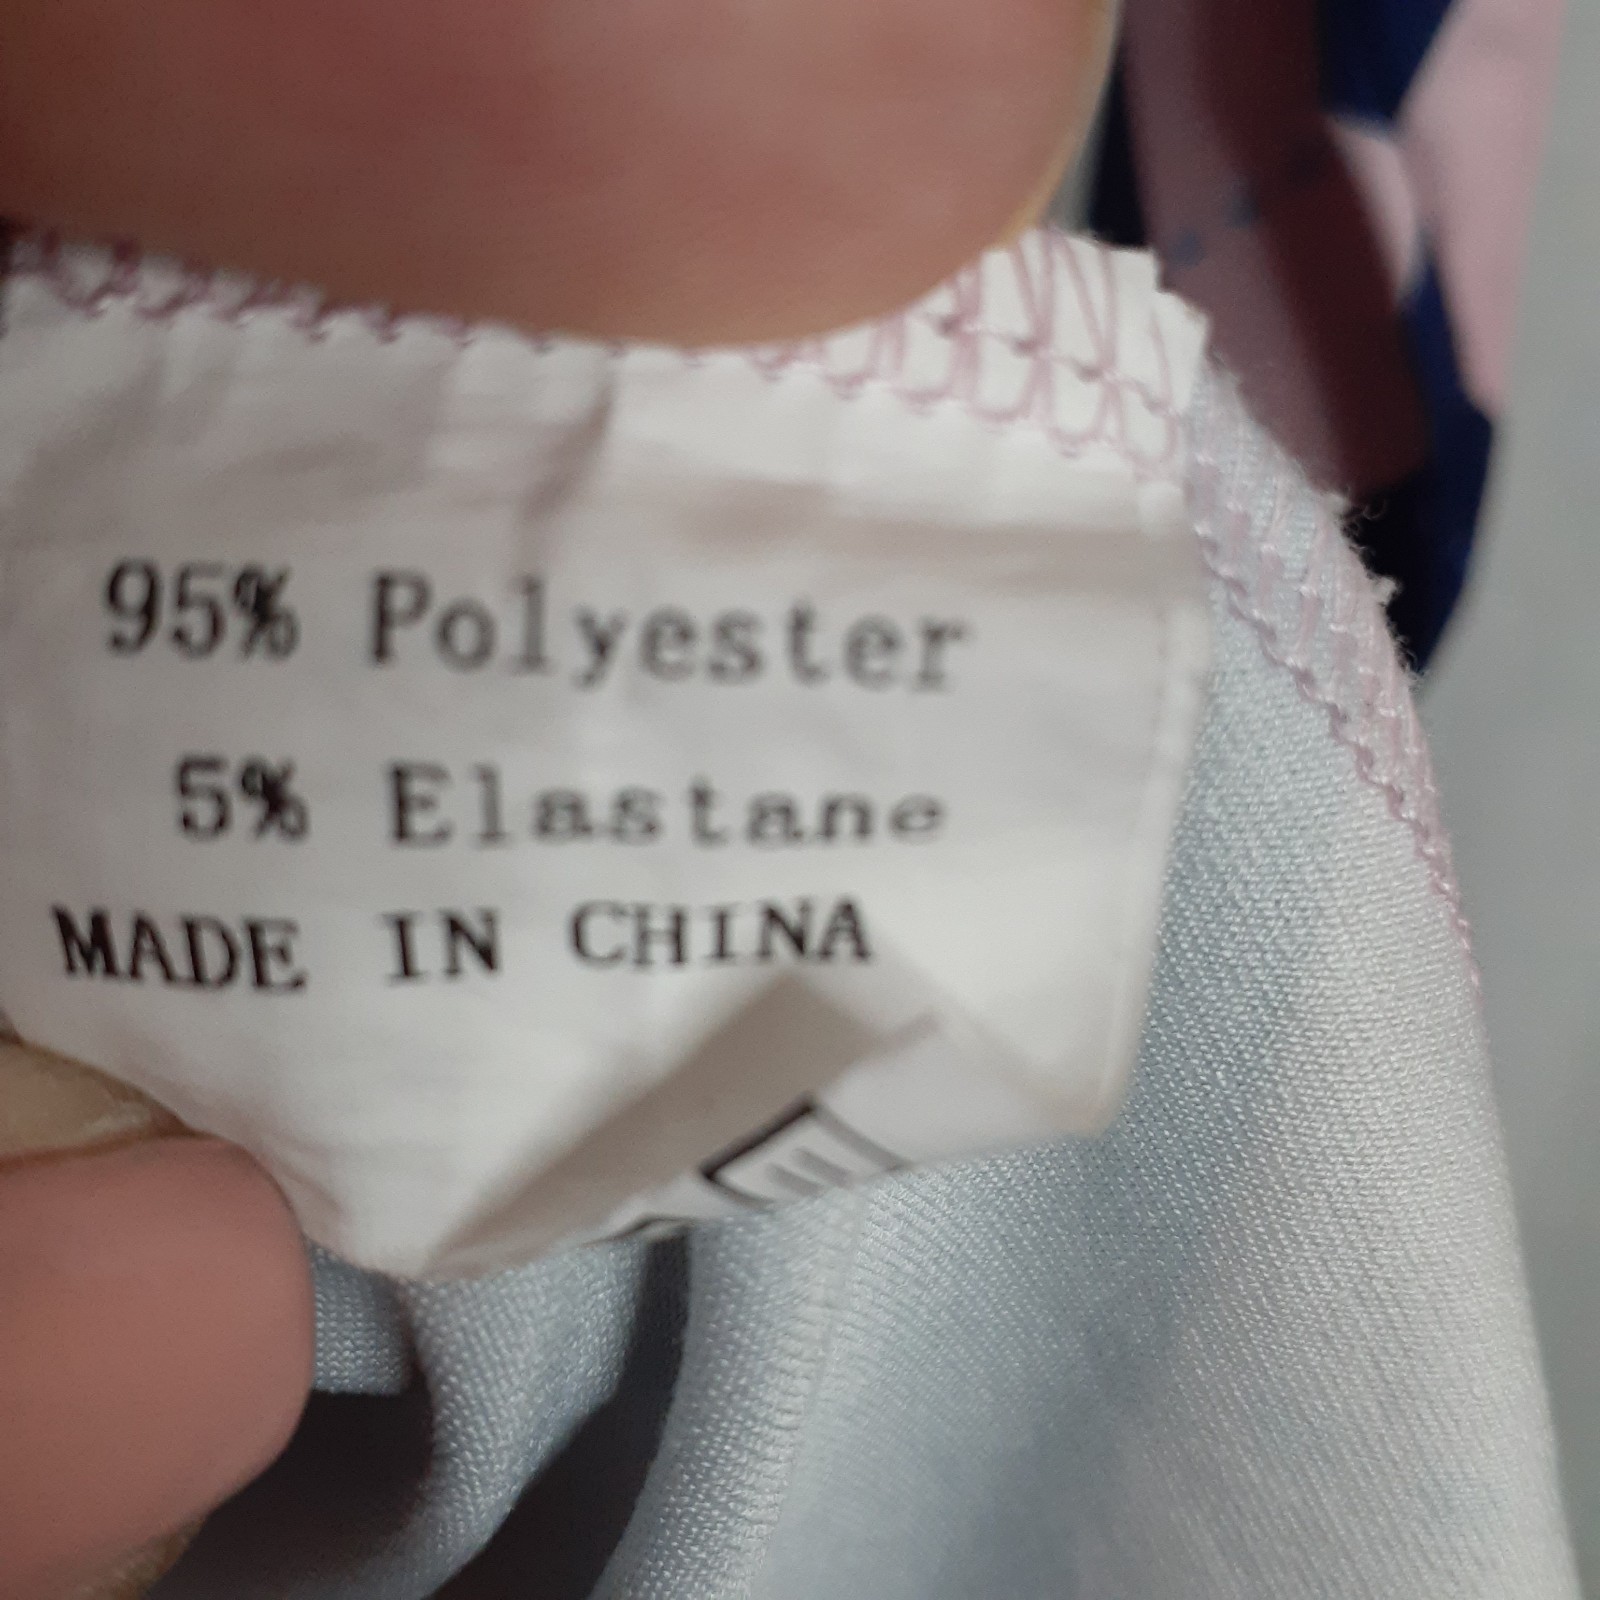 95% Polyester
5% Elastane
MADE IN CHINA